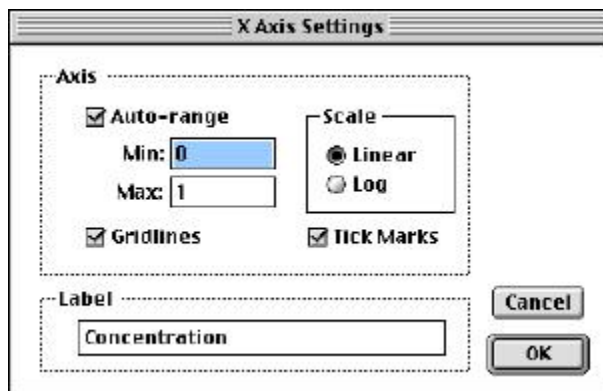 X Axis Settings
Axis
Auto-range
Min: 0
Max: 1
Scale
Linear
Log
Gridlines
Tick Marks
Label
Concentration
Cancel
OK